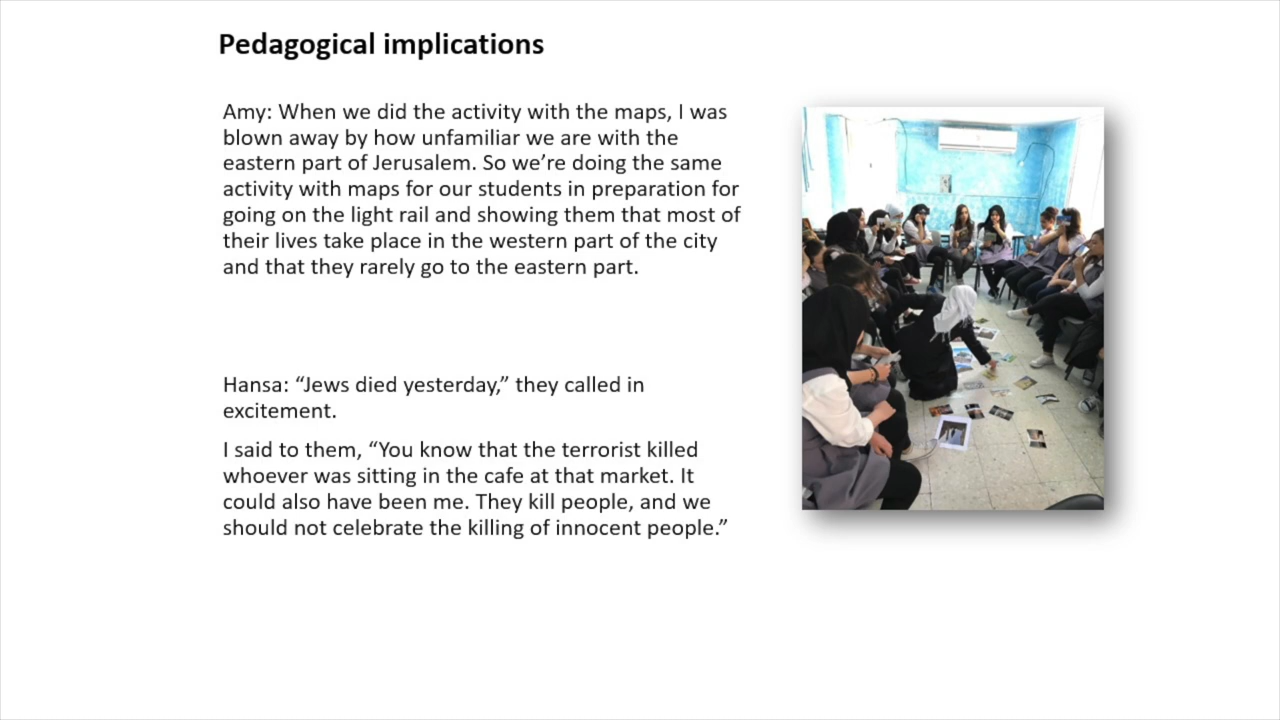 Pedagogical implications
Amy: When we did the activity with the maps, I was
blown away by how unfamiliar we are with the
eastern part of Jerusalem. So we’re doing the same
activity with maps for our students in preparation for
going on the light rail and showing them that most of
their lives take place in the western part of the city
and that they rarely go to the eastern part.
Hansa: “Jews died yesterday,” they called in
excitement.
I said to them, “You know that the terrorist killed
whoever was sitting in the cafe at that market. It
could also have been me. They kill people, and we
should not celebrate the killing of innocent people.”